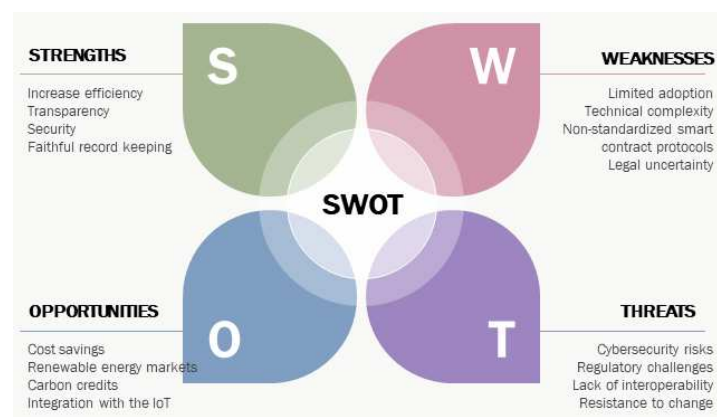 STRENGTHS
Increase efficiency
Transparency
Security
Faithful record keeping
S
W
WEAKNESSES
Limited adoption
Technical complexity
Non-standardized smart
contract protocols
Legal uncertainty
SWOT
OPPORTUNITIES
Cost savings
Renewable energy markets
Carbon credits
Integration with the IoT
O
T
THREATS
Cybersecurity risks
Regulatory challenges
Lack of interoperability
Resistance to change